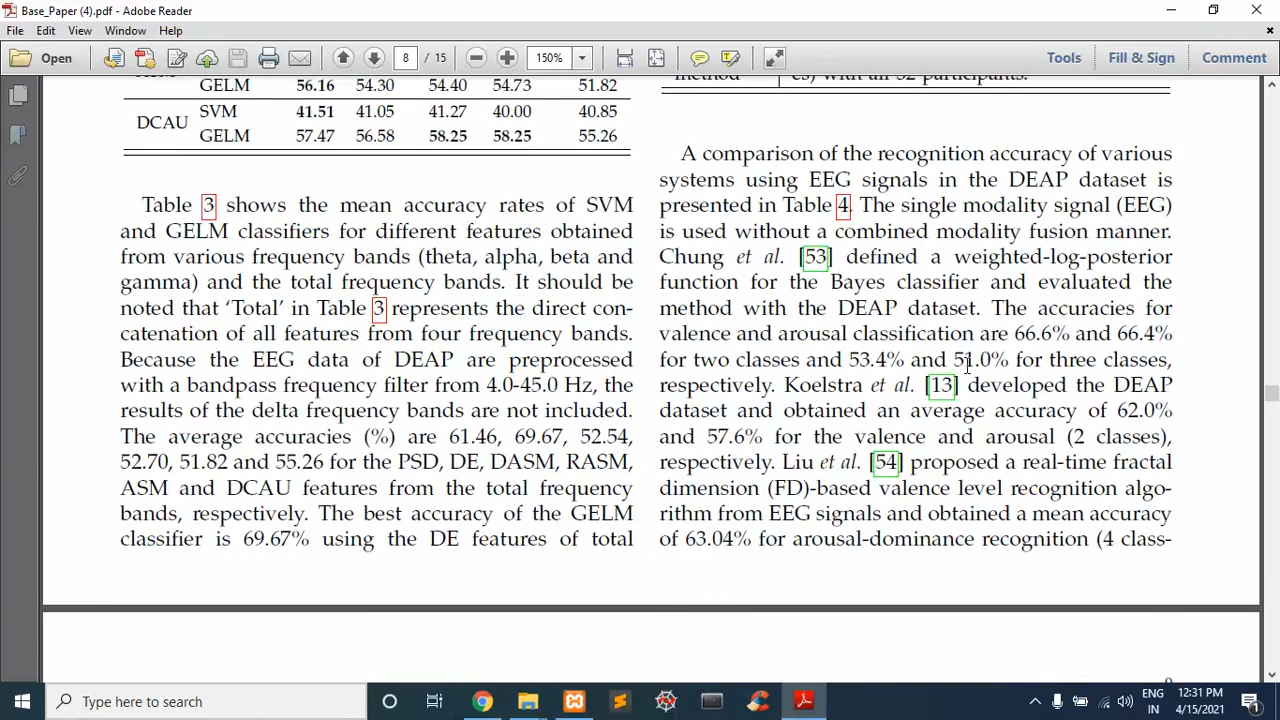 Base_Paper (4).pdf - Adobe Reader
File Edit View Window Help
Open 8 / 15 150% Tools Fill & Sign Comment
GELM 56.16 54.30 54.40 54.73 51.82
DCAU SVM 41.51 41.05 41.27 40.00 40.85
GELM 57.47 56.58 58.25 58.25 55.26
Table 3 shows the mean accuracy rates of SVM
and GELM classifiers for different features obtained
from various frequency bands (theta, alpha, beta and
gamma) and the total frequency bands. It should be
noted that ‘Total’ in Table 3 represents the direct con-
catenation of all features from four frequency bands.
Because the EEG data of DEAP are preprocessed
with a bandpass frequency filter from 4.0-45.0 Hz, the
results of the delta frequency bands are not included.
The average accuracies (%) are 61.46, 69.67, 52.54,
52.70, 51.82 and 55.26 for the PSD, DE, DASM, RASM,
ASM and DCAU features from the total frequency
bands, respectively. The best accuracy of the GELM
classifier is 69.67% using the DE features of total
method es) with all 32 participants.
A comparison of the recognition accuracy of various
systems using EEG signals in the DEAP dataset is
presented in Table 4. The single modality signal (EEG)
is used without a combined modality fusion manner.
Chung et al. [53] defined a weighted-log-posterior
function for the Bayes classifier and evaluated the
method with the DEAP dataset. The accuracies for
valence and arousal classification are 66.6% and 66.4%
for two classes and 53.4% and 51.0% for three classes,
respectively. Koelstra et al. [13] developed the DEAP
dataset and obtained an average accuracy of 62.0%
and 57.6% for the valence and arousal (2 classes),
respectively. Liu et al. [54] proposed a real-time fractal
dimension (FD)-based valence level recognition algo-
rithm from EEG signals and obtained a mean accuracy
of 63.04% for arousal-dominance recognition (4 class-
Type here to search
ENG
IN
12:31 PM
4/15/2021
1